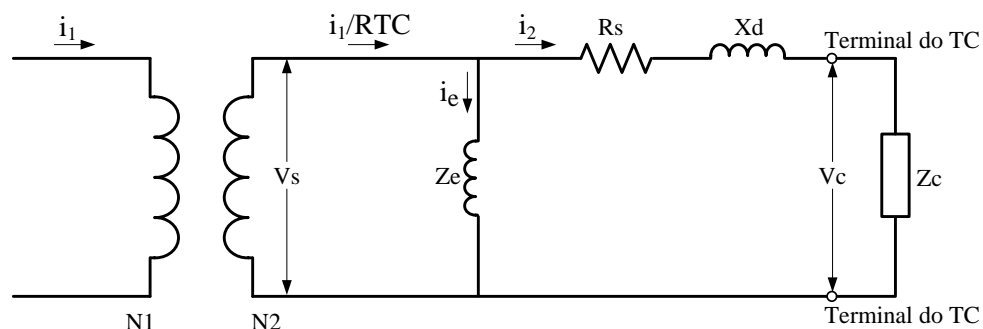 i1
i1/RTC
i2
Rs
Xd
Terminal do TC
ie
Vs
Ze
Vc
Zc
N1
N2
Terminal do TC